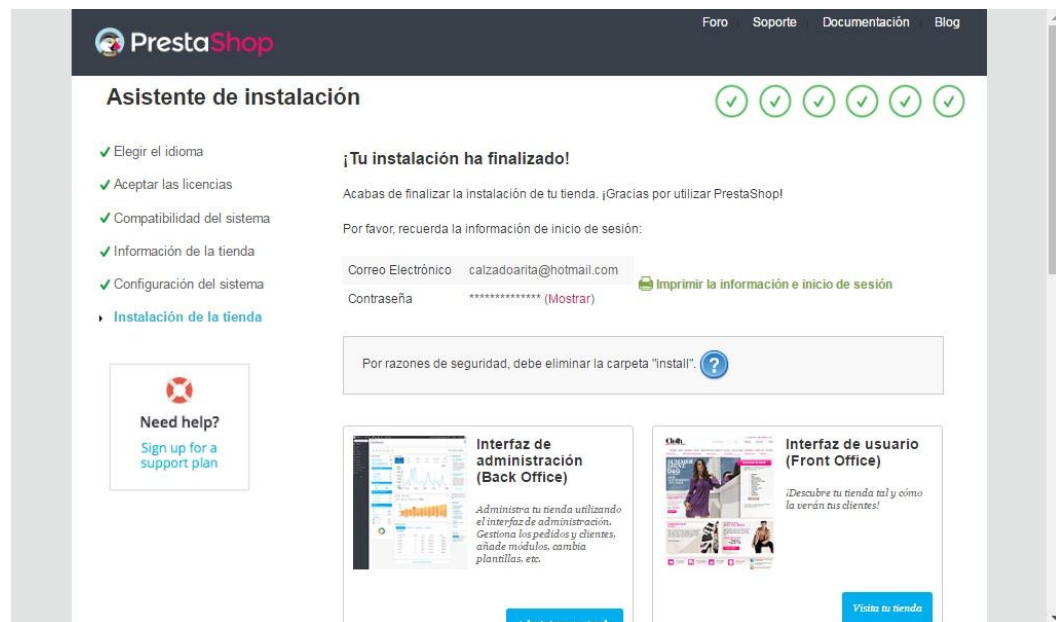 Foro Soporte Documentación Blog
PrestaShop
Asistente de instalación
Elegir el idioma
Aceptar las licencias
Compatibilidad del sistema
Información de la tienda
Configuración del sistema
Instalación de la tienda
Need help?
Sign up for a
support plan
¡Tu instalación ha finalizado!
Acabas de finalizar la instalación de tu tienda. ¡Gracias por utilizar PrestaShop!
Por favor, recuerda la información de inicio de sesión:
Correo Electrónico calzadoarita@hotmail.com
Contraseña ************** (Mostrar)
Imprimir la información e inicio de sesión
Por razones de seguridad, debe eliminar la carpeta "install". ?
Interfaz de
administración
(Back Office)
Administra tu tienda utilizando
el interfaz de administración.
Gestiona los pedidos y clientes,
añade módulos, cambia
plantillas, etc.
Interfaz de usuario
(Front Office)
¡Descubre tu tienda tal y cómo
la verán tus clientes!
Visita tu tienda